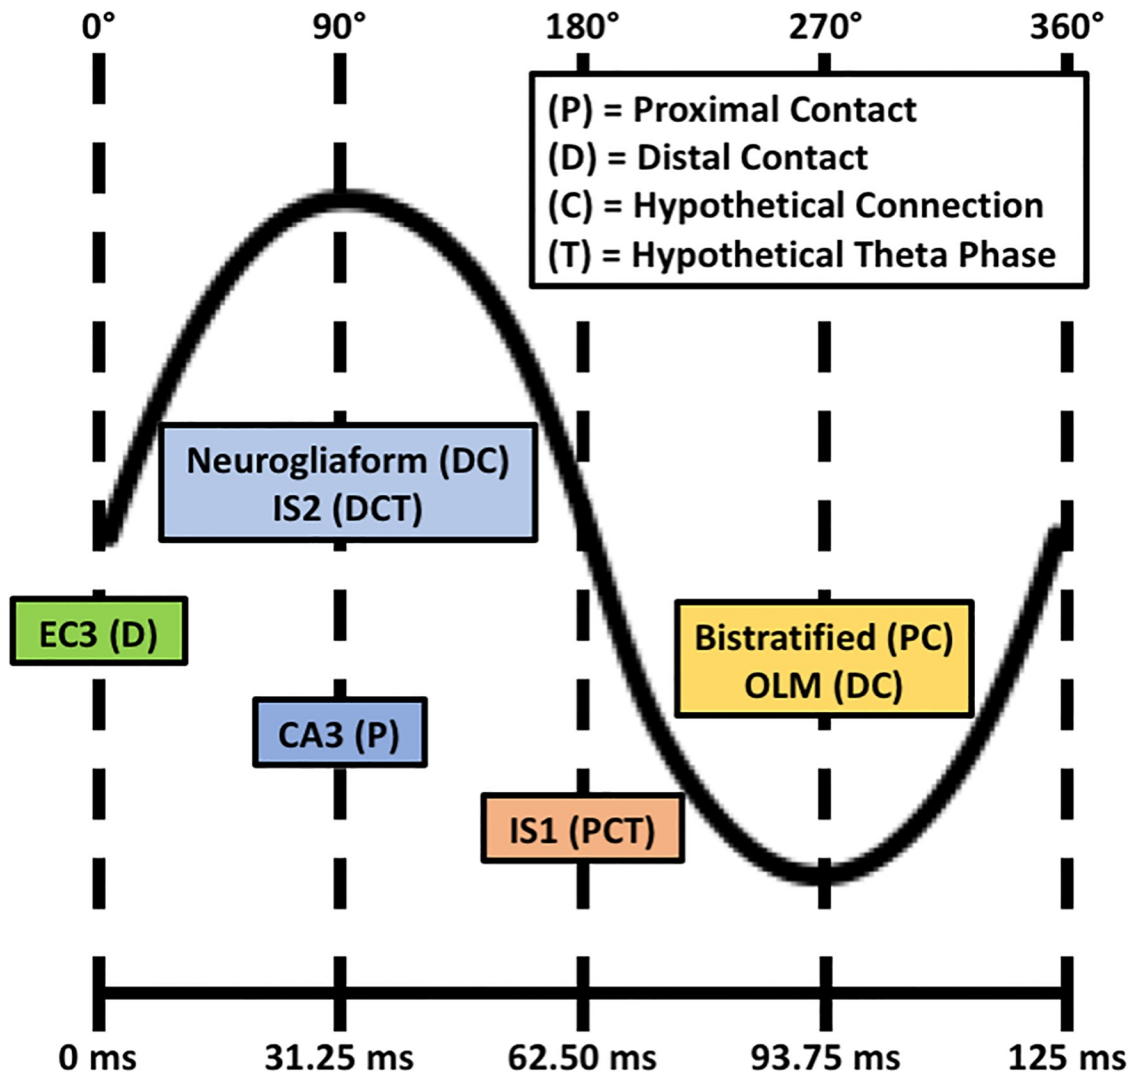 0° 90° 180° 270° 360°
(P) = Proximal Contact
(D) = Distal Contact
(C) = Hypothetical Connection
(T) = Hypothetical Theta Phase
Neurogliaform (DC)
IS2 (DCT)
EC3 (D)
Bistratified (PC)
OLM (DC)
CA3 (P)
IS1 (PCT)
0 ms 31.25 ms 62.50 ms 93.75 ms 125 ms